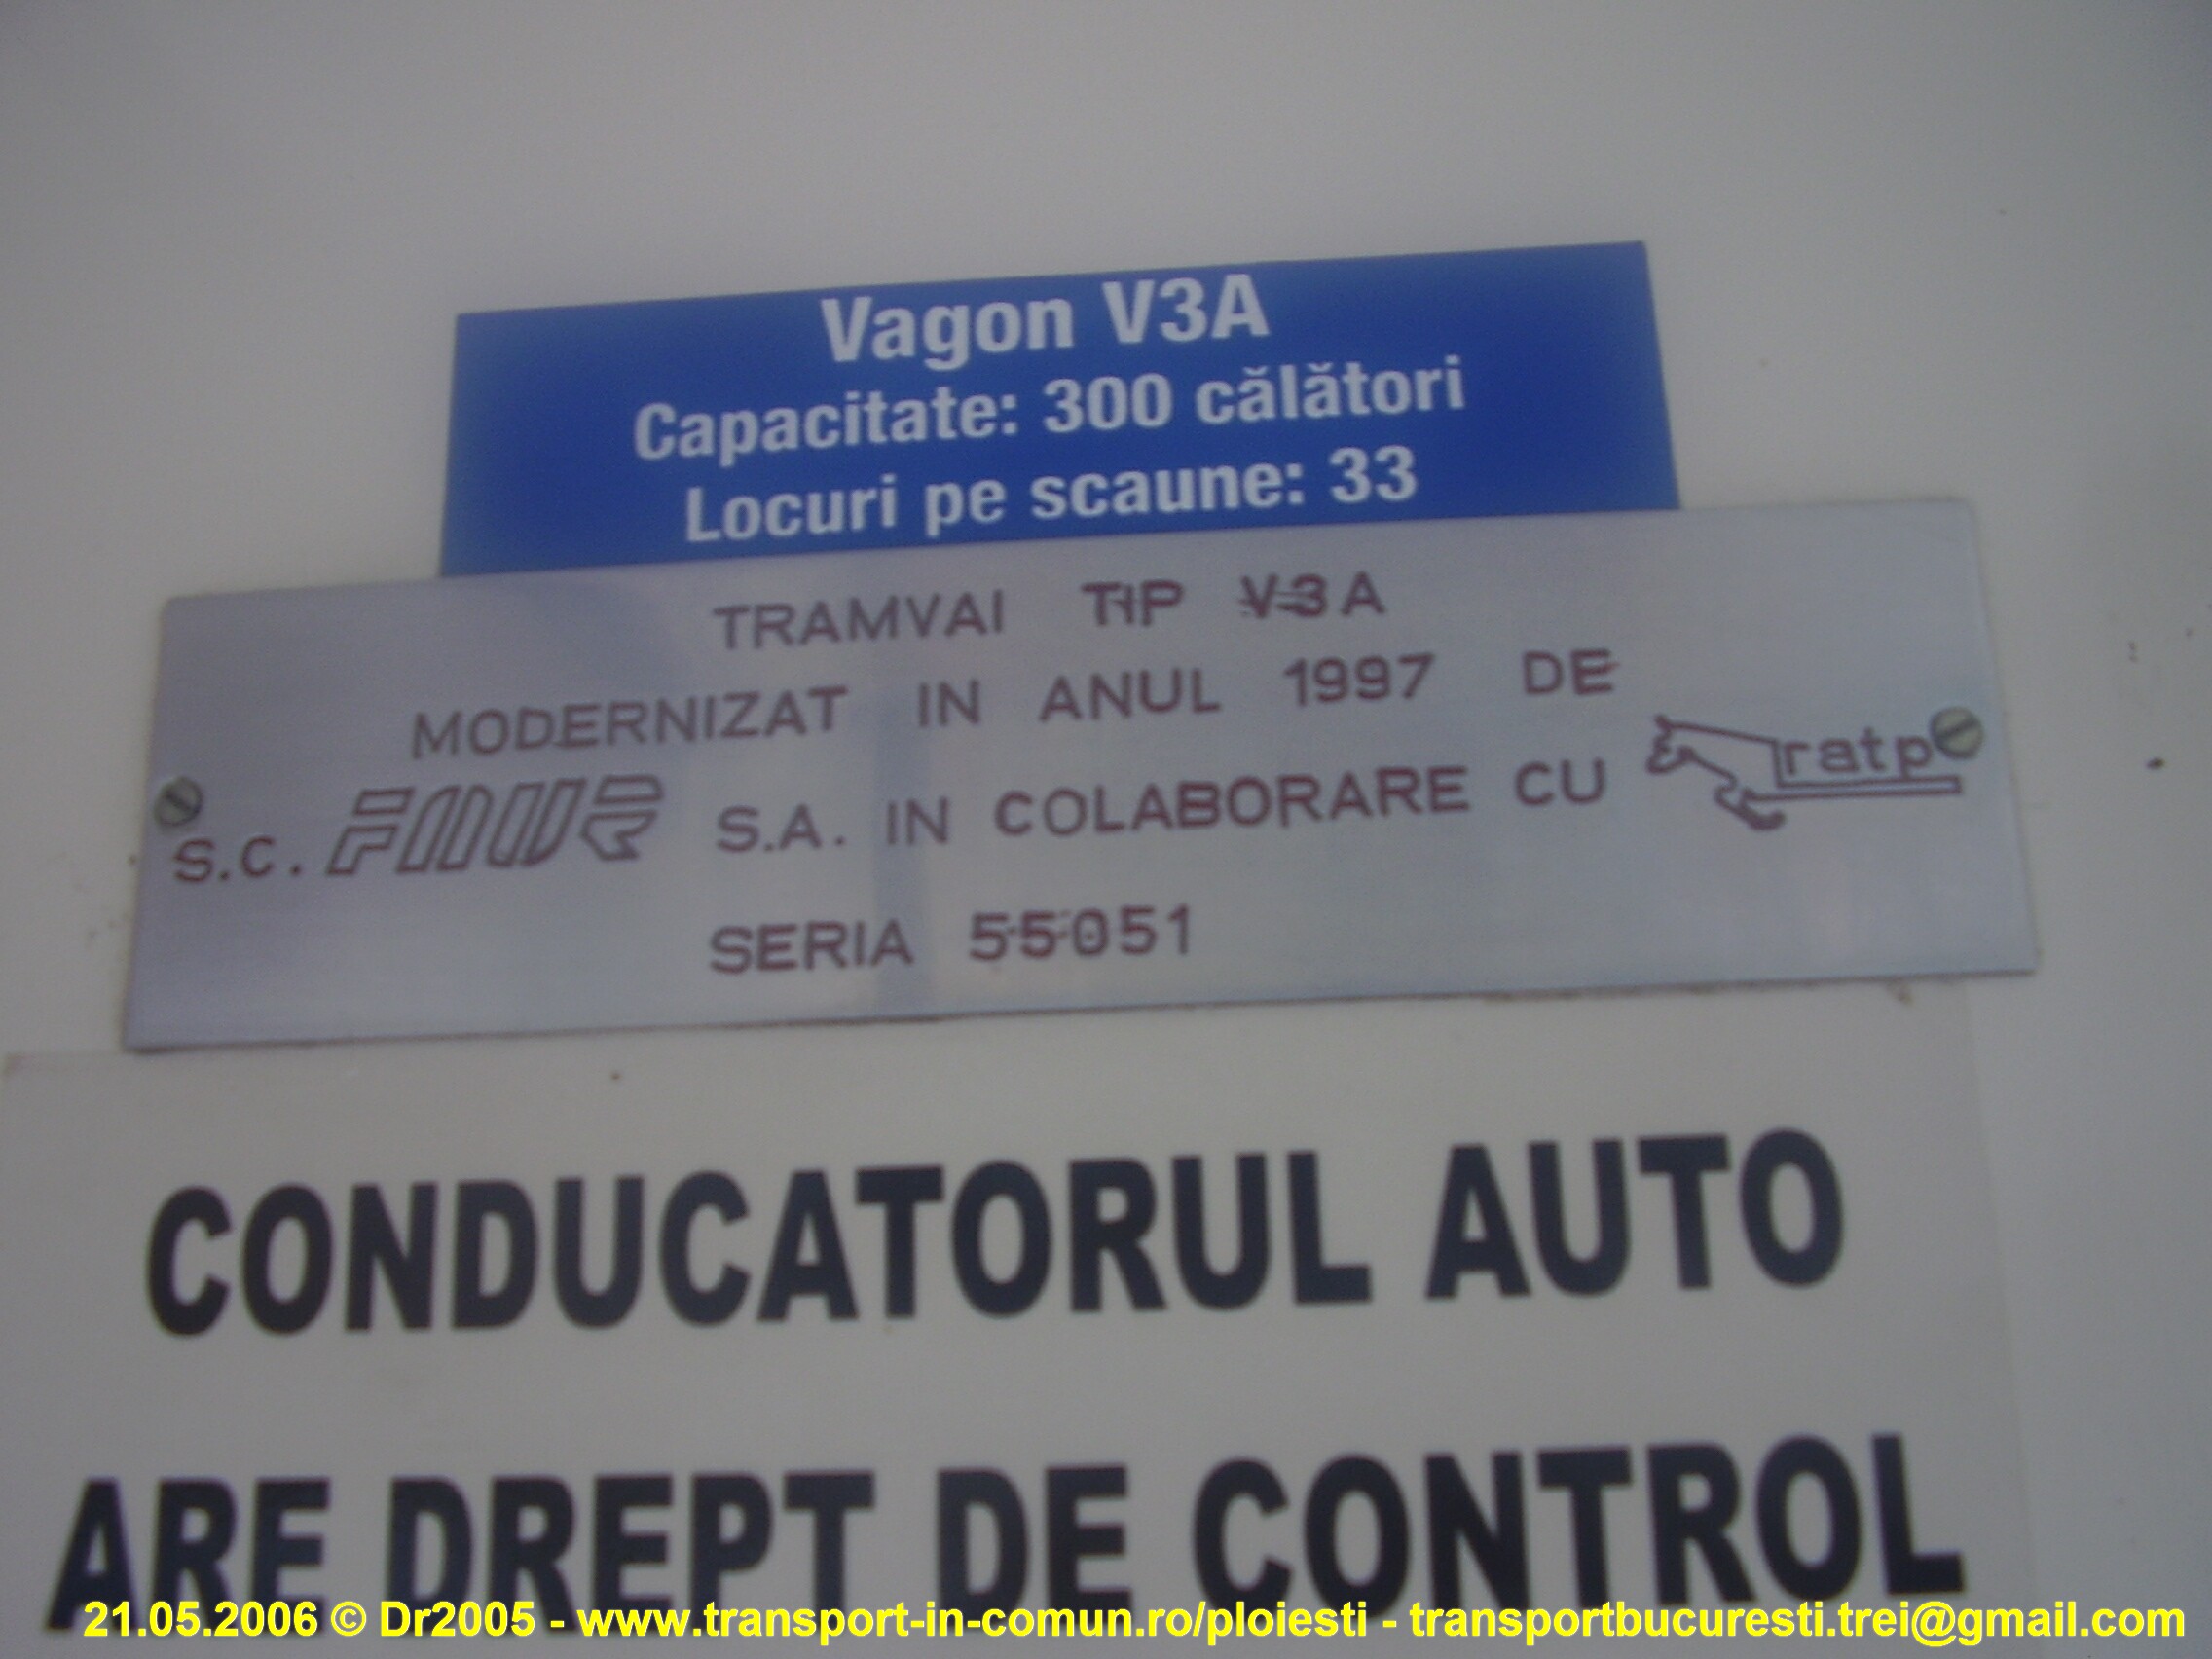 Vagon V3A
Capacitate: 300 călători
Locuri pe scaune: 33
TRAMVAI TIP V3A
MODERNIZAT IN ANUL 1997 DE
S.C. FMUR S.A. IN COLABORARE CU ratp
SERIA 55051
CONDUCATORUL AUTO
ARE DREPT DE CONTROL
21.05.2006 © Dr2005 - www.transport-in-comun.ro/ploiesti - transportbucuresti.trei@gmail.com